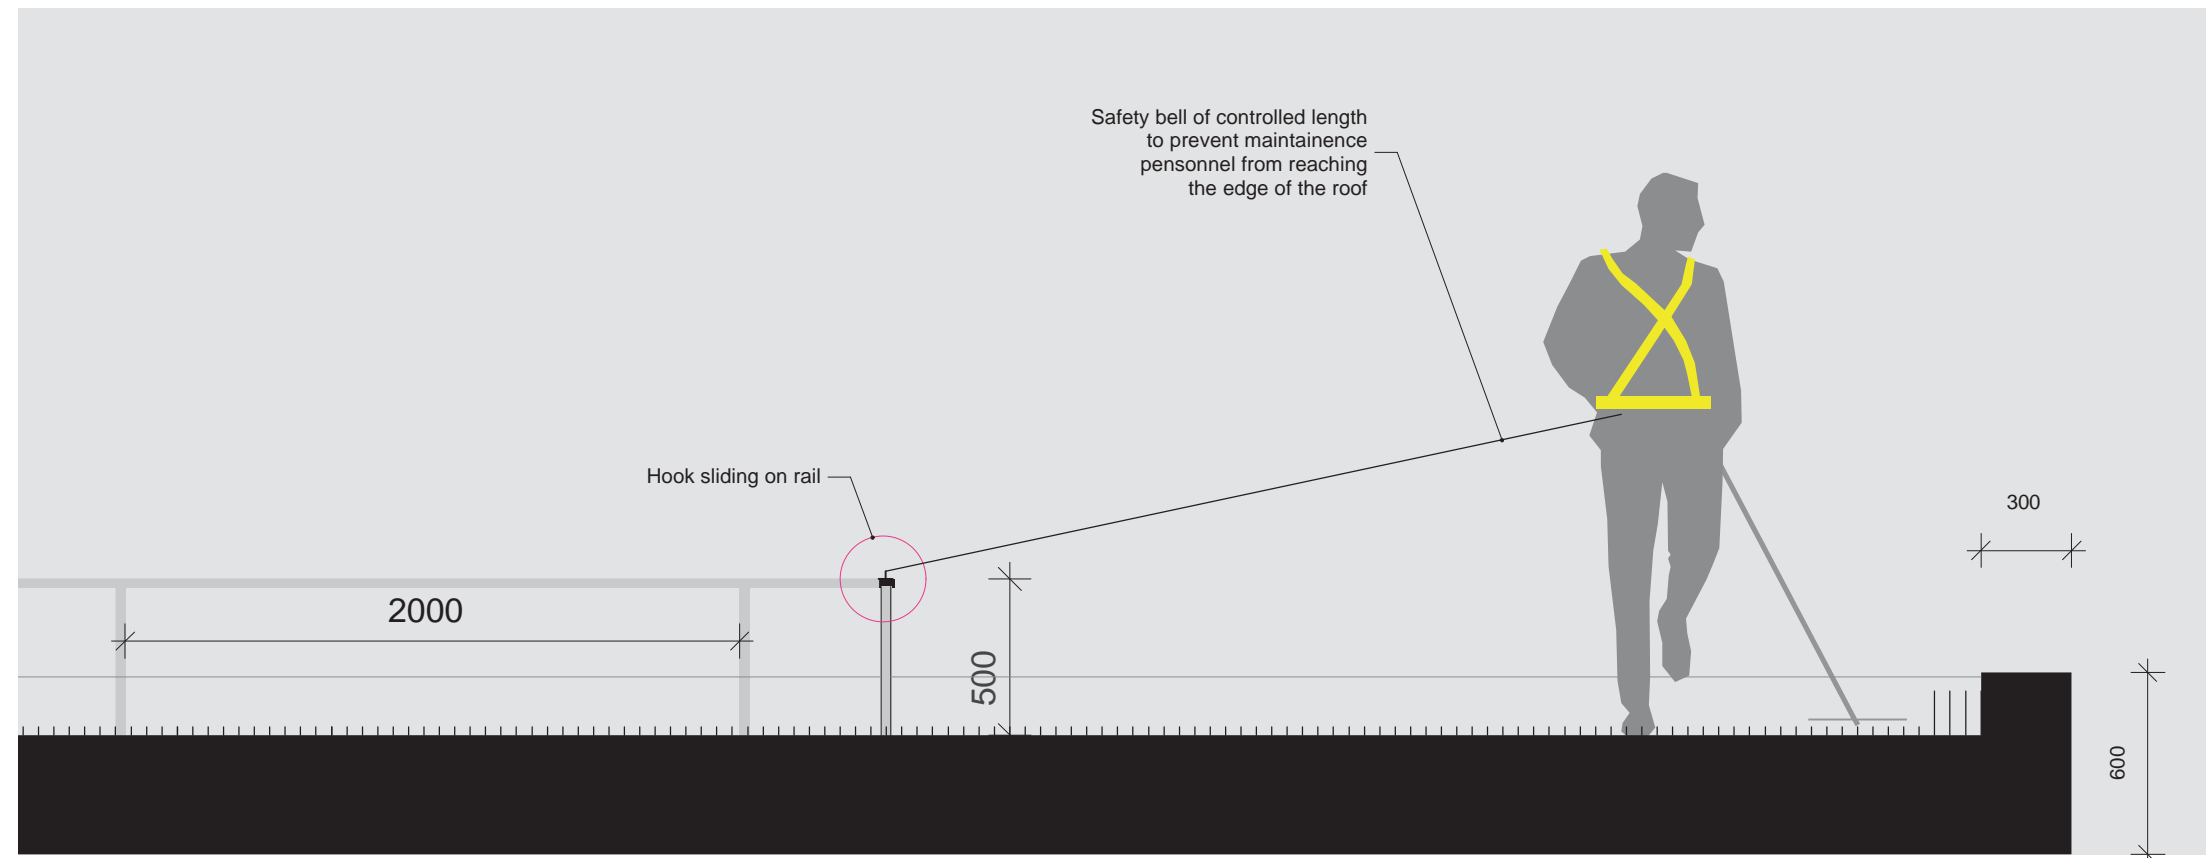 Safety bell of controlled length
to prevent maintainence
pensonnel from reaching
the edge of the roof
Hook sliding on rail
300
2000
500
600